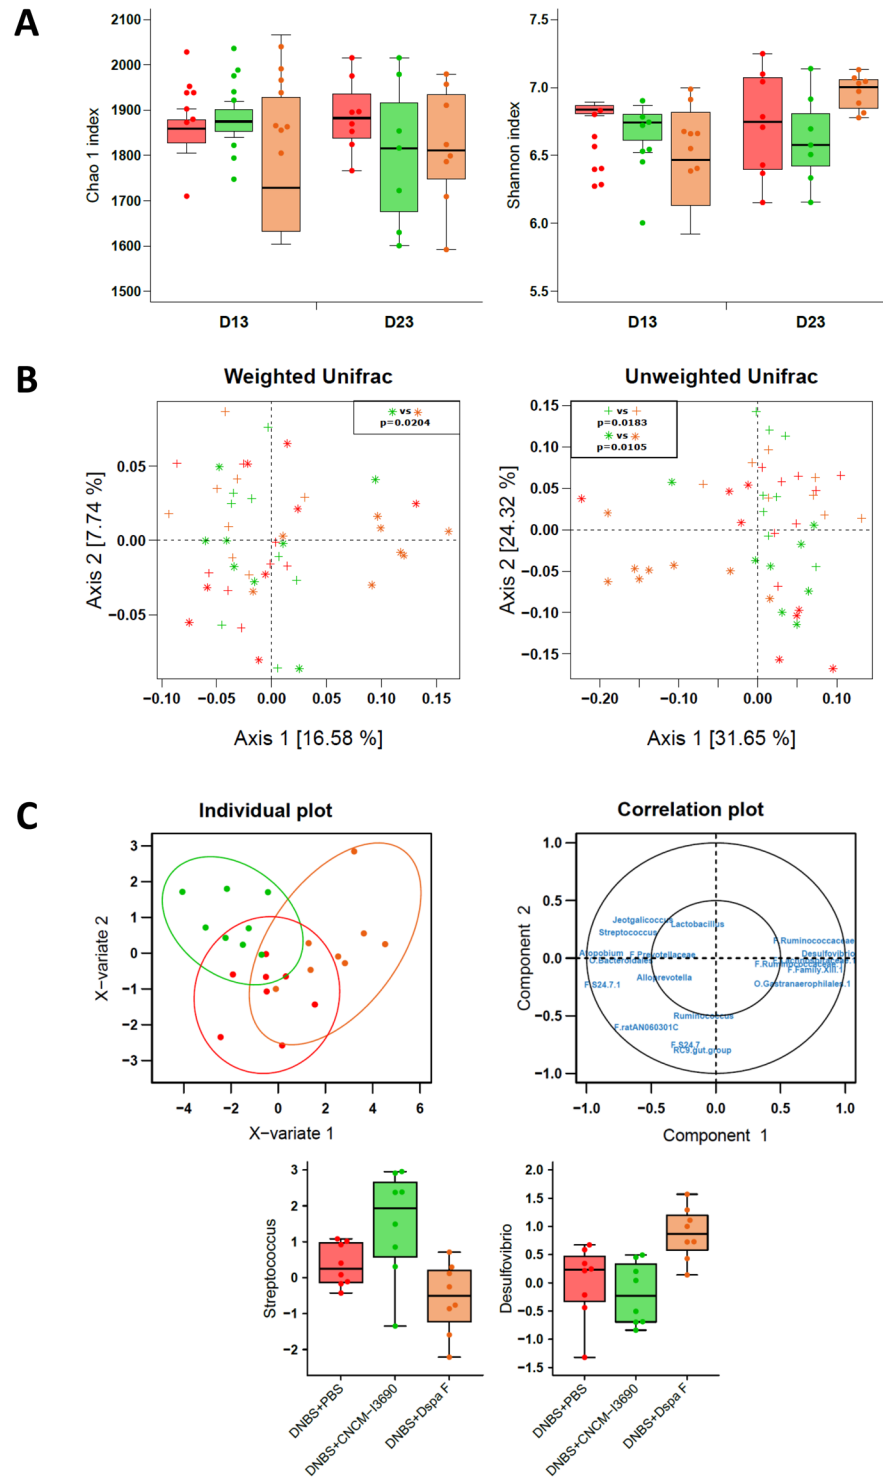 A
Chao 1 index
2100
2000
1900
1800
1700
1600
1500
D13
D23
Shannon index
7.5
7.0
6.5
6.0
5.5
D13
D23
B
Weighted Unifrac
vs
p=0.0204
Axis 2 [7.74 %]
0.05
0.00
−0.05
−0.10 −0.05 0.00 0.05 0.10 0.15
Axis 1 [16.58 %]
Unweighted Unifrac
vs
p=0.0183
vs
p=0.0105
Axis 2 [24.32 %]
0.15
0.10
0.05
0.00
−0.05
−0.10
−0.15
−0.20 −0.10 0.00 0.10
Axis 1 [31.65 %]
C
Individual plot
X−variate 2
3
2
1
0
−1
−2
−3
−4 −2 0 2 4 6
X−variate 1
Correlation plot
Component 2
1.0
0.5
0.0
−0.5
−1.0
Jeotgalicoccus
Lactobacillus
Streptococcus
F.Ruminococcaceae
Atopobium
F.Prevotellaceae
Desulfovibrio
O.Bacteroidales
F.Ruminococcaceae
F.Family.XIII.1
Alloprevotella
F.S24.7.1
O.Gastranaerophilales.1
Ruminococcus
F.ratAN060301C
F.S24.7
RC9.gut.group
−1.0 −0.5 0.0 0.5 1.0
Component 1
Streptococcus
3
2
1
0
−1
−2
DNBS+PBS
DNBS+CNCM−I3690
DNBS+Dspa F
Desulfovibrio
2.0
1.5
1.0
0.5
0.0
−0.5
−1.0
−1.5
DNBS+PBS
DNBS+CNCM−I3690
DNBS+Dspa F